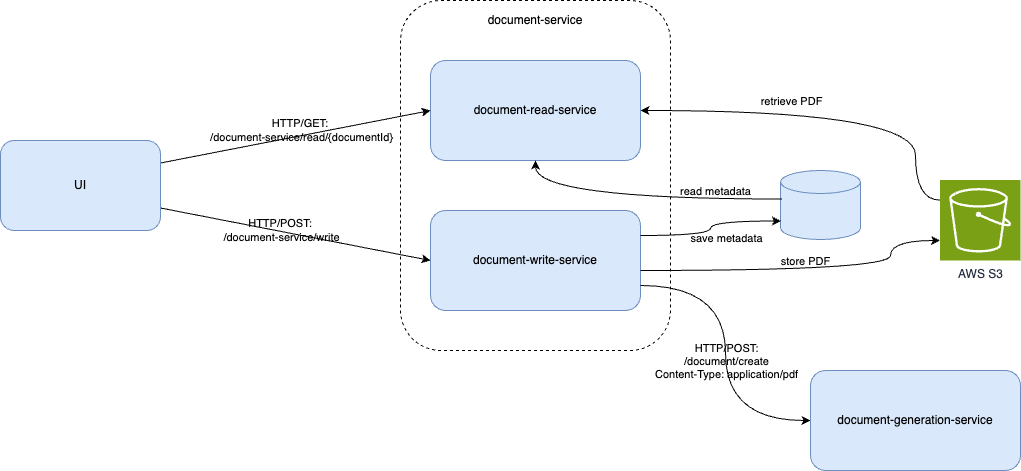 document-service
document-read-service
retrieve PDF
HTTP/GET:
/document-service/read/{documentId}
UI
read metadata
HTTP/POST:
/document-service/write
save metadata
document-write-service
store PDF
AWS S3
HTTP/POST:
/document/create
Content-Type: application/pdf
document-generation-service